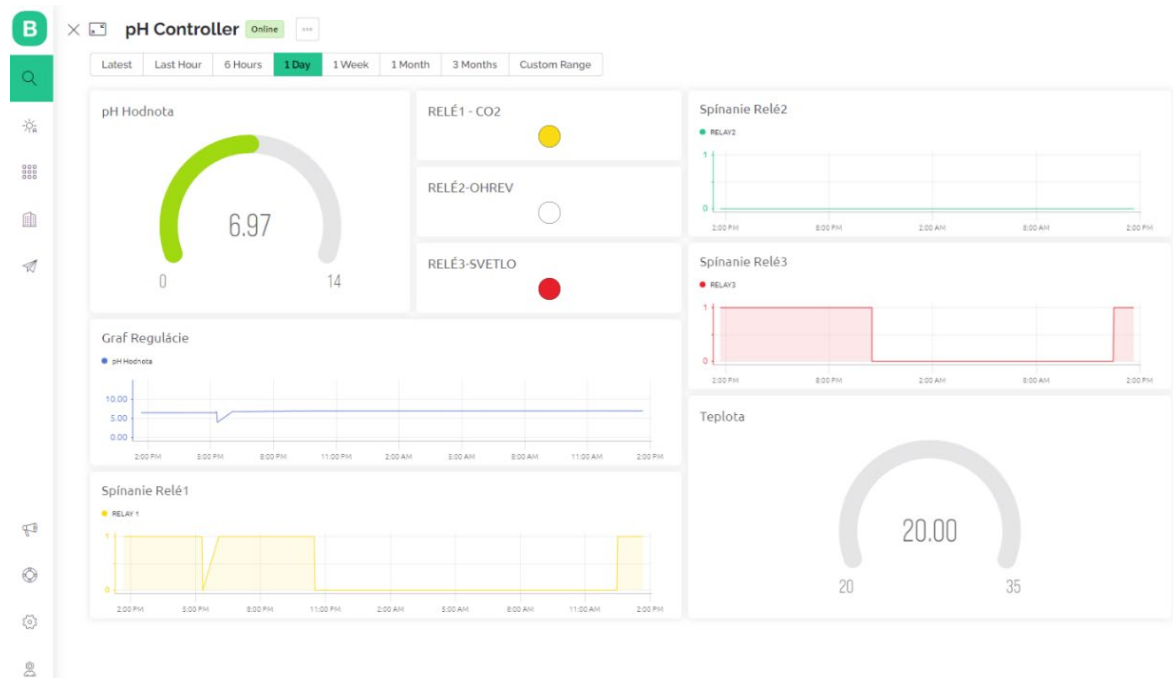 B
pH Controller Online
Latest Last Hour 6 Hours 1 Day 1 Week 1 Month 3 Months Custom Range
pH Hodnota
6.97
0 14
RELÉ1 - CO2
RELÉ2-OHREV
RELÉ3-SVETLO
Graf Regulácie
pH Hodnota
10.00
5.00
0.00
2:00 PM 5:00 PM 8:00 PM 11:00 PM 2:00 AM 5:00 AM 8:00 AM 11:00 AM 2:00 PM
Spínanie Relé1
RELAY 1
1
0
2:00 PM 5:00 PM 8:00 PM 11:00 PM 2:00 AM 5:00 AM 8:00 AM 11:00 AM 2:00 PM
Spínanie Relé2
RELAY2
1
0
2:00 PM 8:00 PM 2:00 AM 8:00 AM 2:00 PM
Spínanie Relé3
RELAY3
1
0
2:00 PM 8:00 PM 2:00 AM 8:00 AM 2:00 PM
Teplota
20.00
20 35